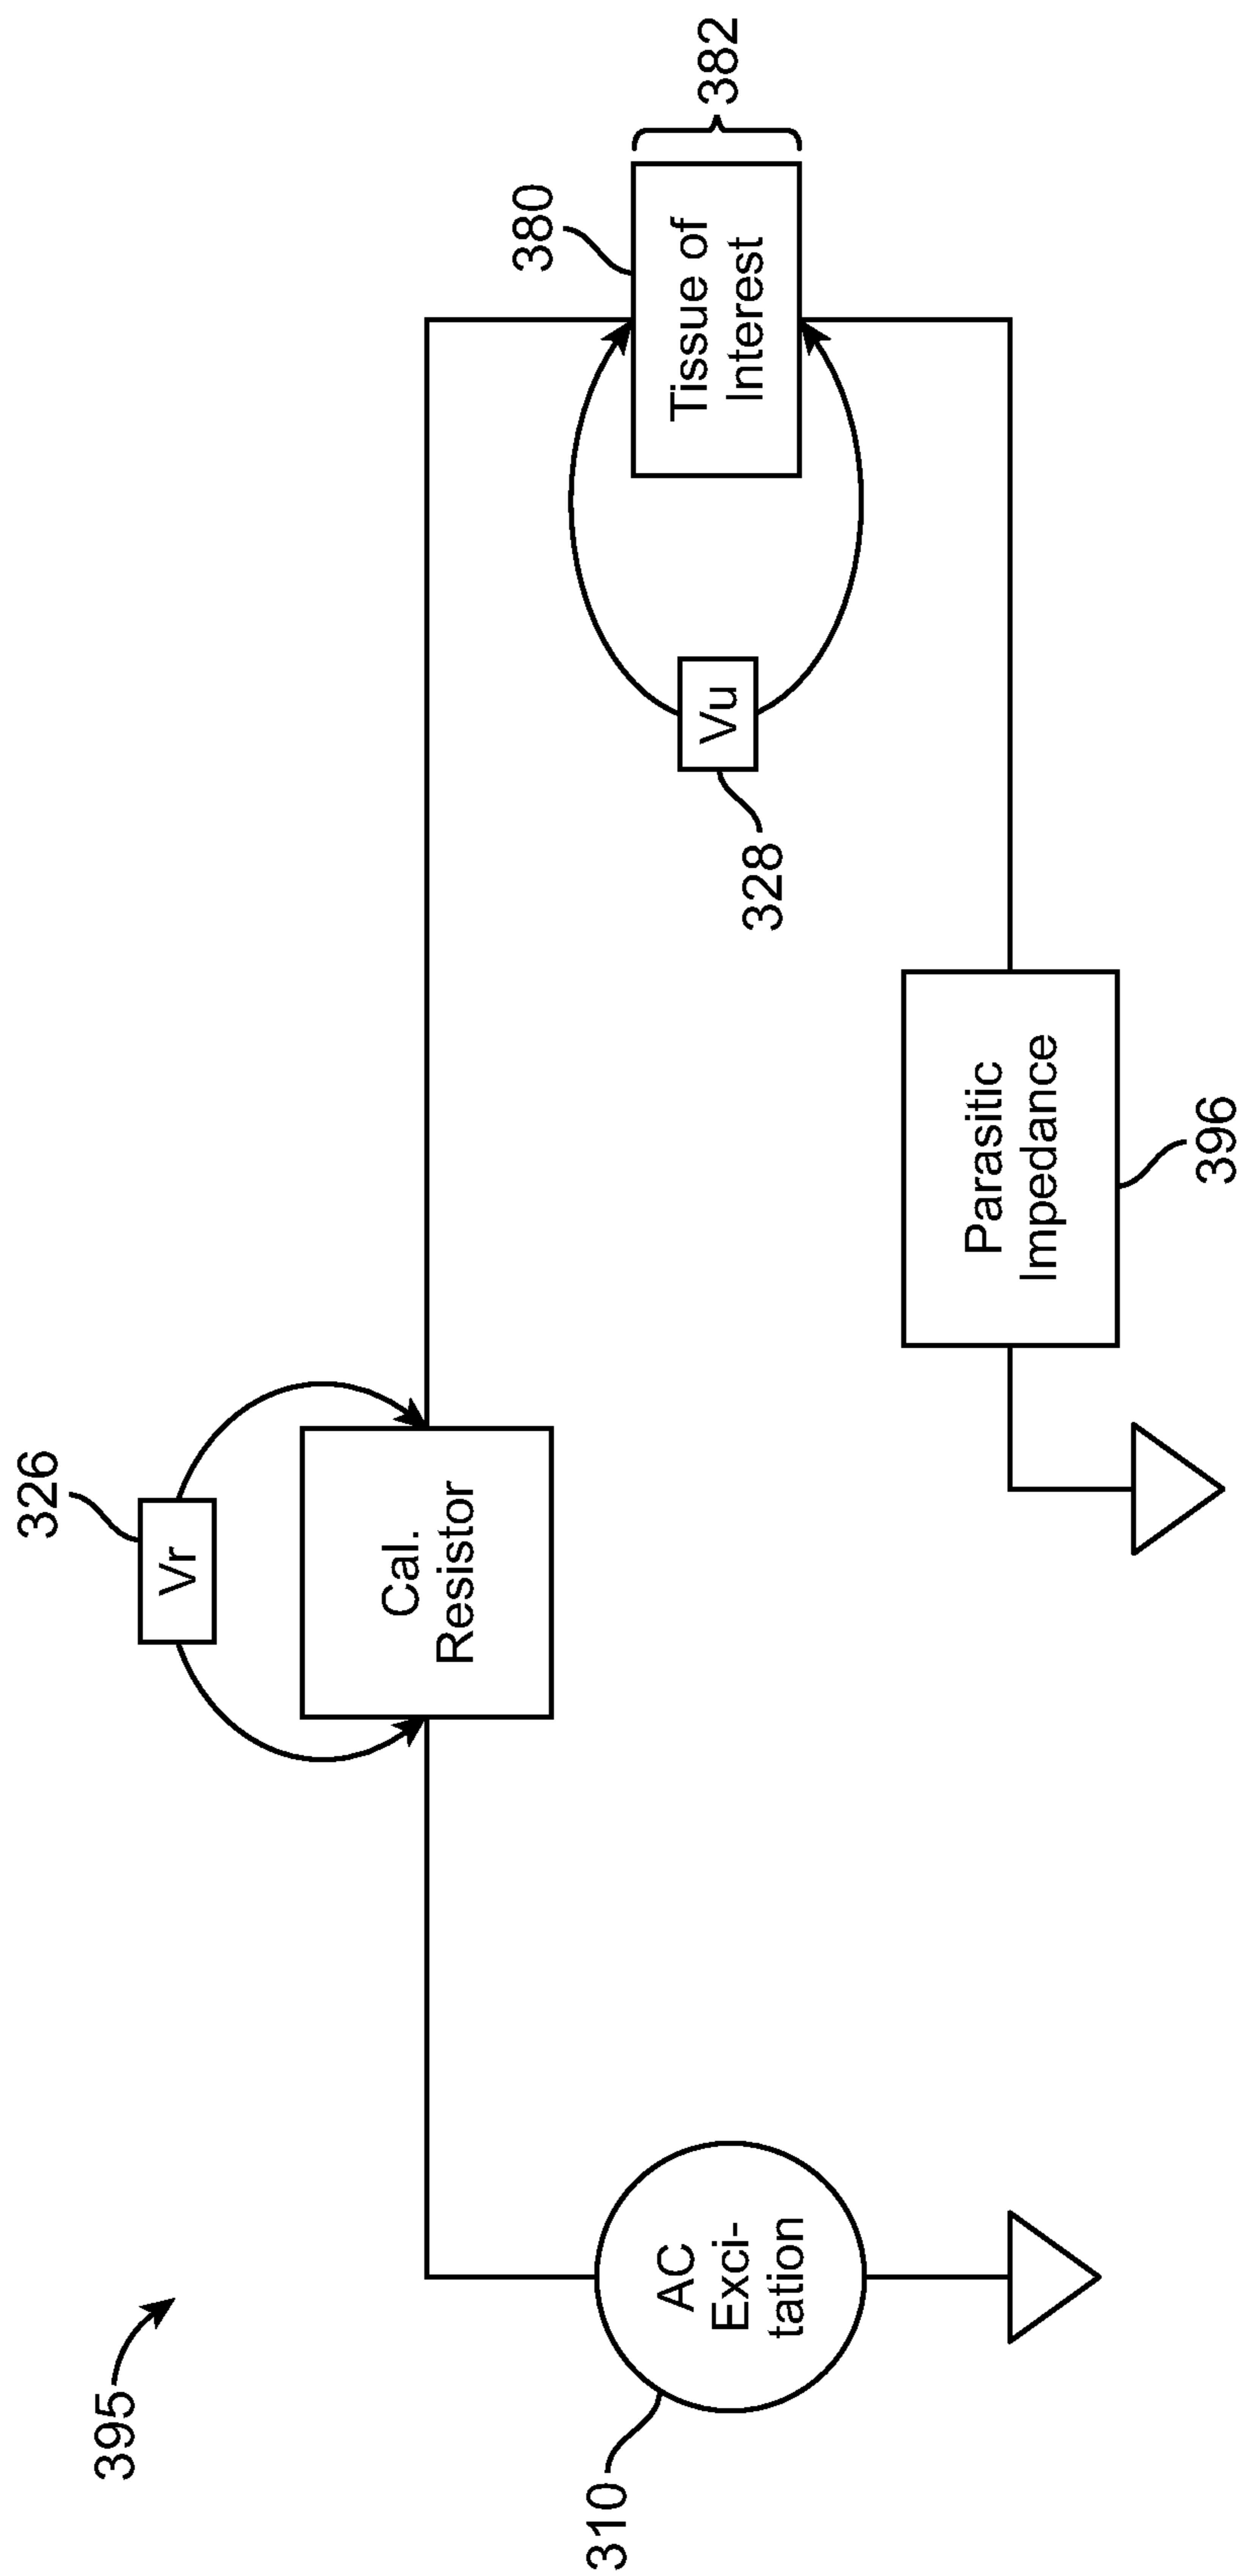 395
326
Vr
Cal.
Resistor
380
382
Tissue of
Interest
Vu
328
310
AC
Exci-
tation
Parasitic
Impedance
396